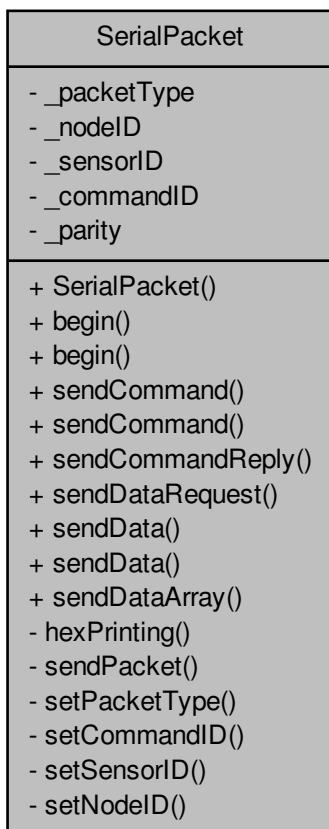 SerialPacket
- _packetType
- _nodeID
- _sensorID
- _commandID
- _parity
+ SerialPacket()
+ begin()
+ begin()
+ sendCommand()
+ sendCommand()
+ sendCommandReply()
+ sendDataRequest()
+ sendData()
+ sendData()
+ sendDataArray()
- hexPrinting()
- sendPacket()
- setPacketType()
- setCommandID()
- setSensorID()
- setNodeID()